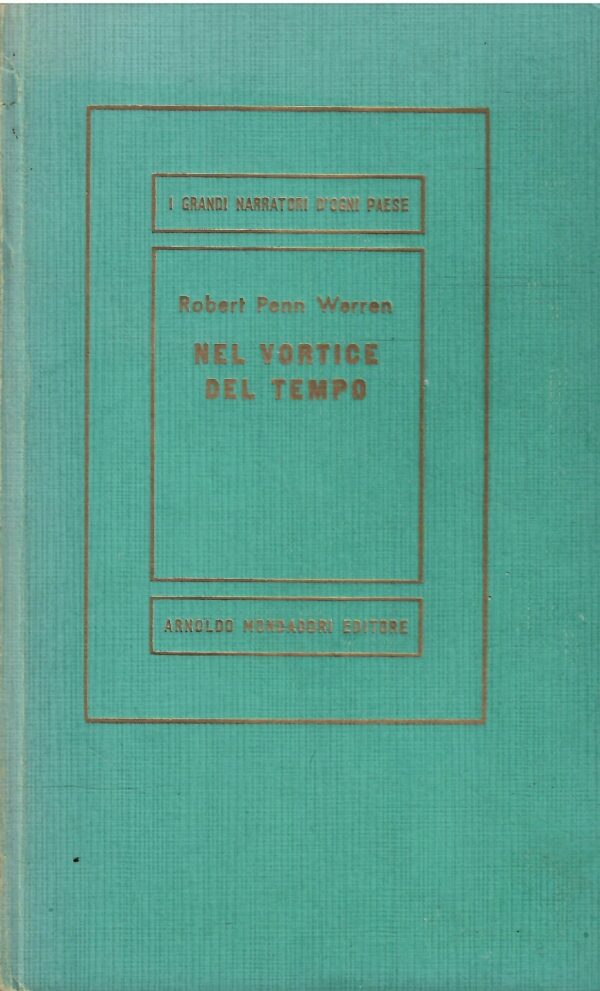 I GRANDI NARRATORI D'OGNI PAESE
Robert Penn Warren
NEL VORTICE
DEL TEMPO
ARNOLDO MONDADORI EDITORE